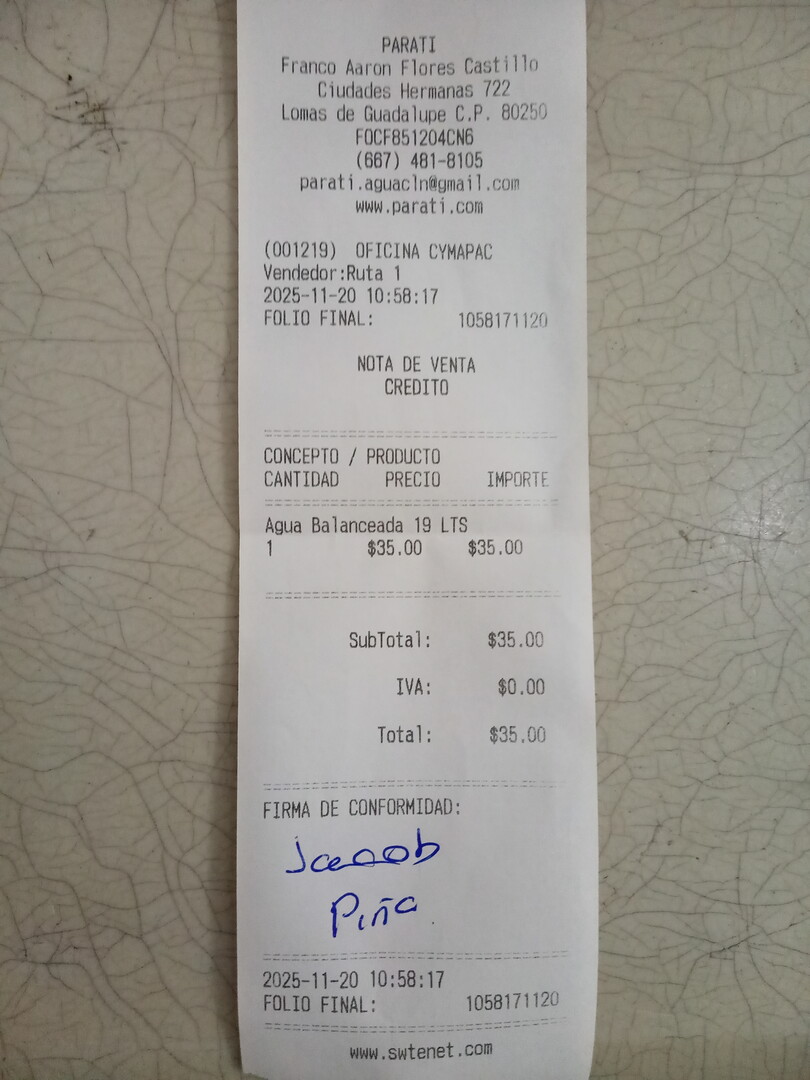 PARATI
Franco Aaron Flores Castillo
Ciudades Hermanas 722
Lomas de Guadalupe C.P. 80250
FOCF851204CN6
(667) 481-8105
parati.aguacln@gmail.com
www.parati.com
(001219) OFICINA CYMAPAC
Vendedor:Ruta 1
2025-11-20 10:58:17
FOLIO FINAL: 1058171120
NOTA DE VENTA
CREDITO
CONCEPTO / PRODUCTO
CANTIDAD PRECIO IMPORTE
Agua Balanceada 19 LTS
1 $35.00 $35.00
SubTotal: $35.00
IVA: $0.00
Total: $35.00
FIRMA DE CONFORMIDAD:
Jacob
Piña
2025-11-20 10:58:17
FOLIO FINAL: 1058171120
www.swtenet.com